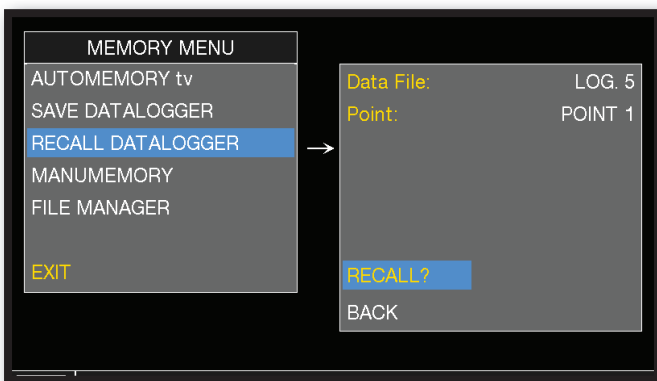 MEMORY MENU
AUTOMEMORY tv
SAVE DATALOGGER
RECALL DATALOGGER
MANUMEMORY
FILE MANAGER
EXIT
→
Data File: LOG. 5
Point: POINT 1
RECALL?
BACK